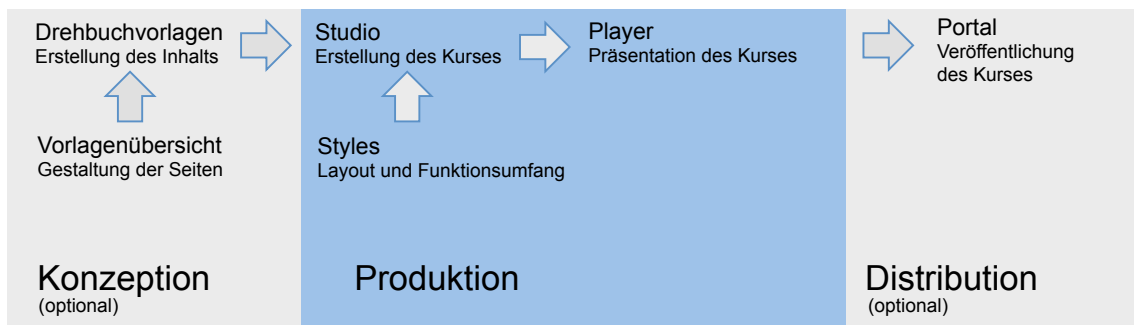 Drehbuchvorlagen
Erstellung des Inhalts
Vorlagenübersicht
Gestaltung der Seiten
Konzeption
(optional)
Studio
Erstellung des Kurses
Styles
Layout und Funktionsumfang
Player
Präsentation des Kurses
Produktion
Portal
Veröffentlichung
des Kurses
Distribution
(optional)